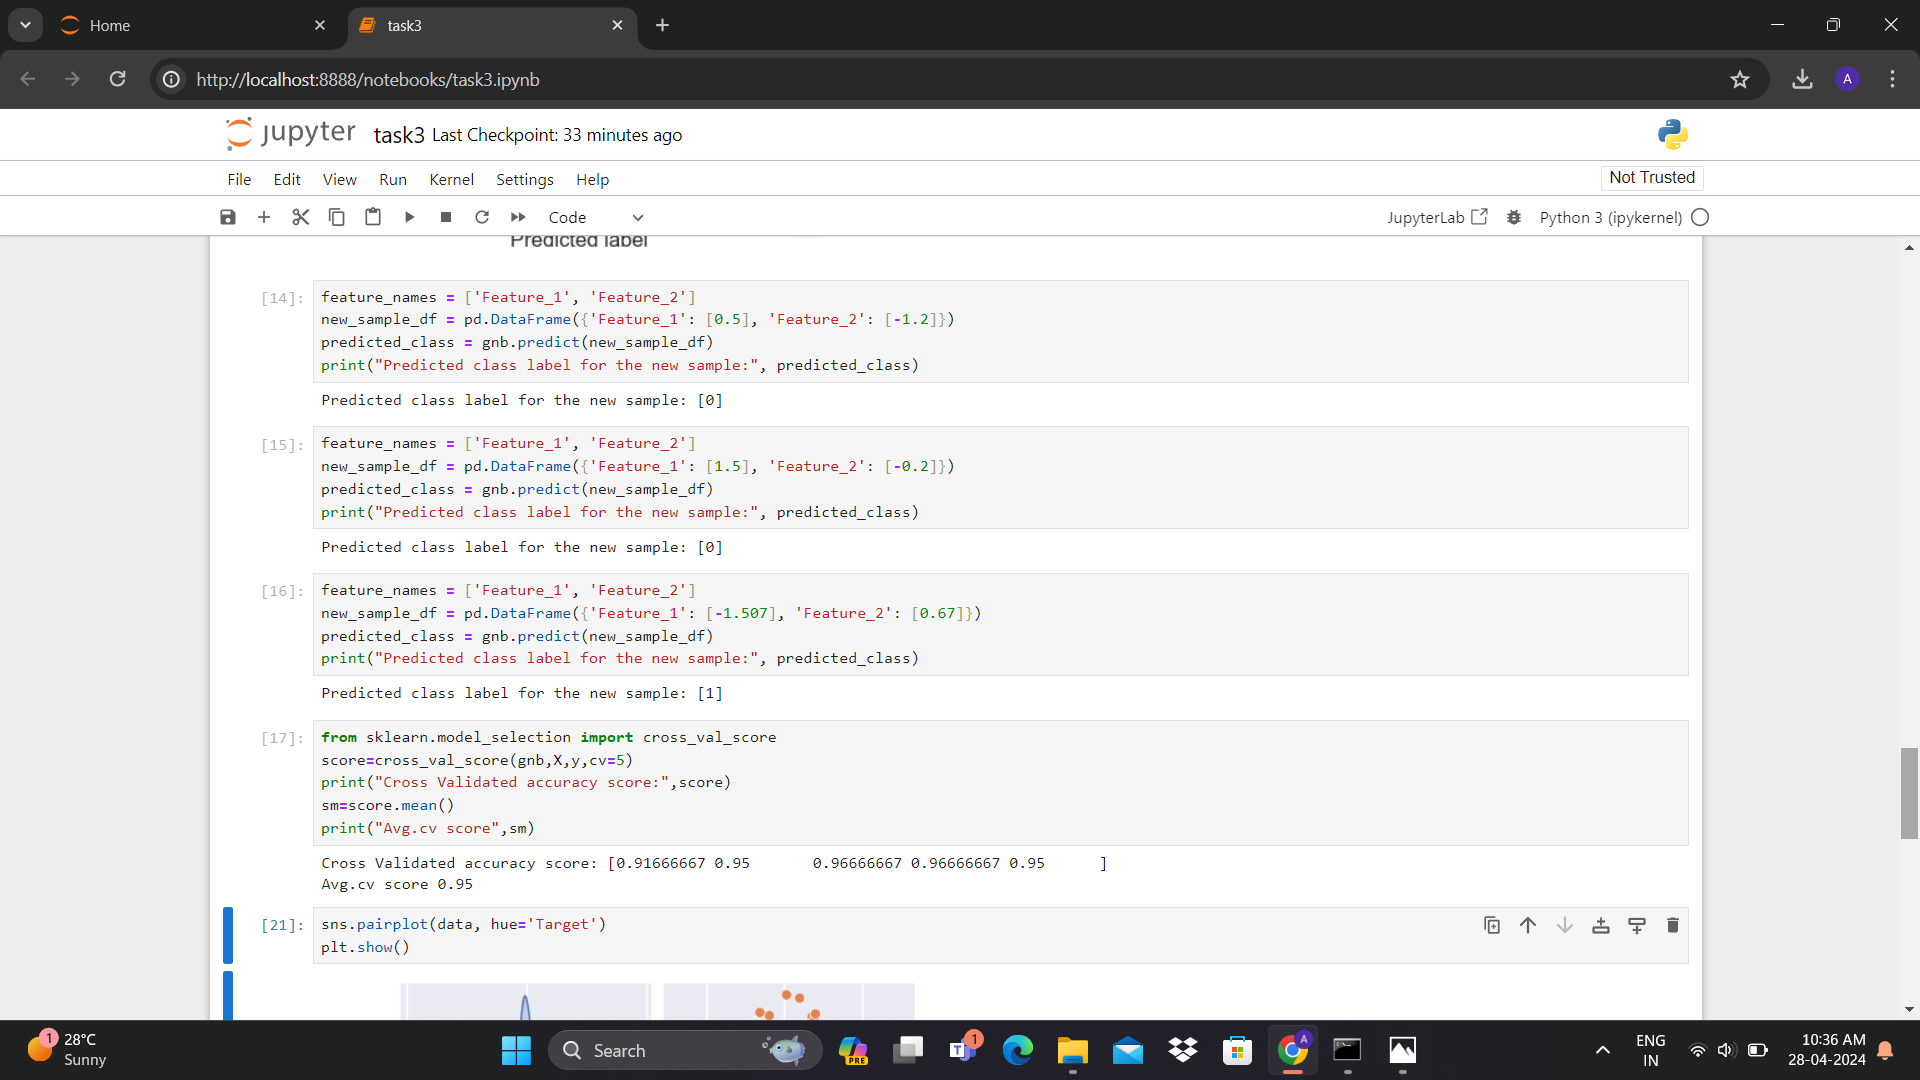 Home
task3
http://localhost:8888/notebooks/task3.ipynb
A
jupyter task3 Last Checkpoint: 33 minutes ago
File Edit View Run Kernel Settings Help
Not Trusted
Code
JupyterLab
Python 3 (ipykernel)
Predicted label
[14]:
feature_names = ['Feature_1', 'Feature_2']
new_sample_df = pd.DataFrame({'Feature_1': [0.5], 'Feature_2': [-1.2]})
predicted_class = gnb.predict(new_sample_df)
print("Predicted class label for the new sample:", predicted_class)
Predicted class label for the new sample: [0]
[15]:
feature_names = ['Feature_1', 'Feature_2']
new_sample_df = pd.DataFrame({'Feature_1': [1.5], 'Feature_2': [-0.2]})
predicted_class = gnb.predict(new_sample_df)
print("Predicted class label for the new sample:", predicted_class)
Predicted class label for the new sample: [0]
[16]:
feature_names = ['Feature_1', 'Feature_2']
new_sample_df = pd.DataFrame({'Feature_1': [-1.507], 'Feature_2': [0.67]})
predicted_class = gnb.predict(new_sample_df)
print("Predicted class label for the new sample:", predicted_class)
Predicted class label for the new sample: [1]
[17]:
from sklearn.model_selection import cross_val_score
score=cross_val_score(gnb,X,y,cv=5)
print("Cross Validated accuracy score:",score)
sm=score.mean()
print("Avg.cv score",sm)
Cross Validated accuracy score: [0.91666667 0.95       0.96666667 0.96666667 0.95      ]
Avg.cv score 0.95
[21]:
sns.pairplot(data, hue='Target')
plt.show()
1
28°C
Sunny
Search
PRE
T
1
A
ENG
IN
10:36 AM
28-04-2024